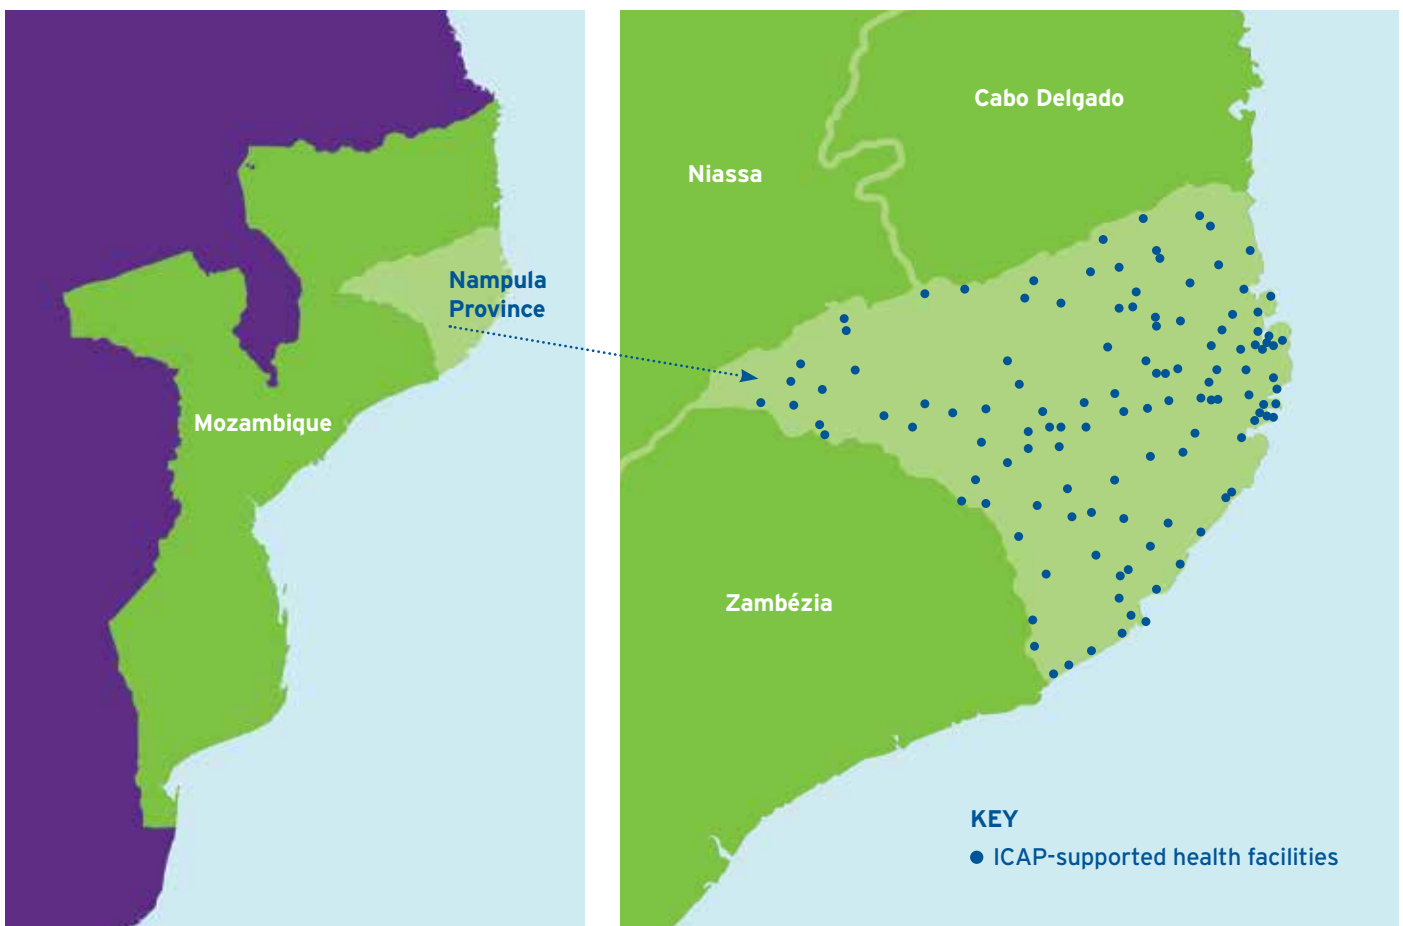 Nampula
Province
Mozambique
Cabo Delgado
Niassa
Zambézia
KEY
ICAP-supported health facilities